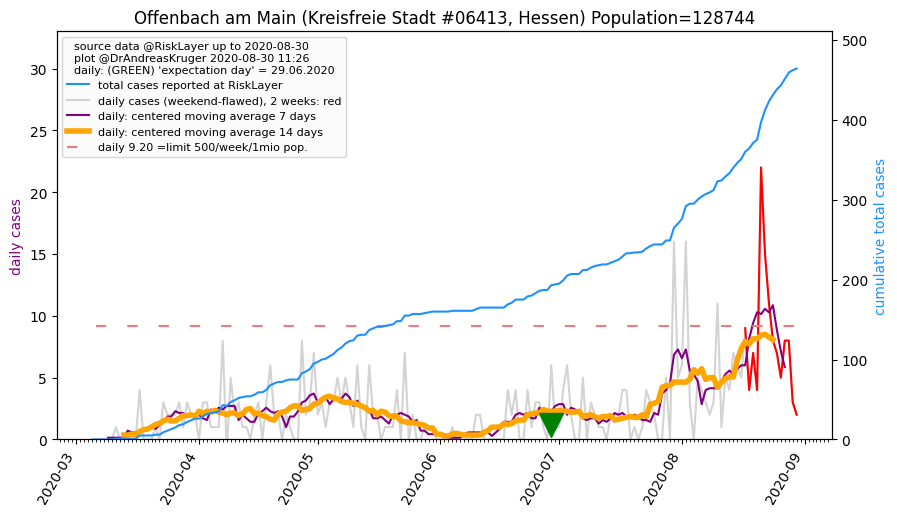 Offenbach am Main (Kreisfreie Stadt #06413, Hessen) Population=128744
source data @RiskLayer up to 2020-08-30
plot @DrAndreasKruger 2020-08-30 11:26
daily: (GREEN) 'expectation day' = 29.06.2020
total cases reported at RiskLayer
daily cases (weekend-flawed), 2 weeks: red
daily: centered moving average 7 days
daily: centered moving average 14 days
daily 9.20 =limit 500/week/1mio pop.
daily cases
30
25
20
15
10
5
0
500
400
300
200
100
0
cumulative total cases
2020-03
2020-04
2020-05
2020-06
2020-07
2020-08
2020-09